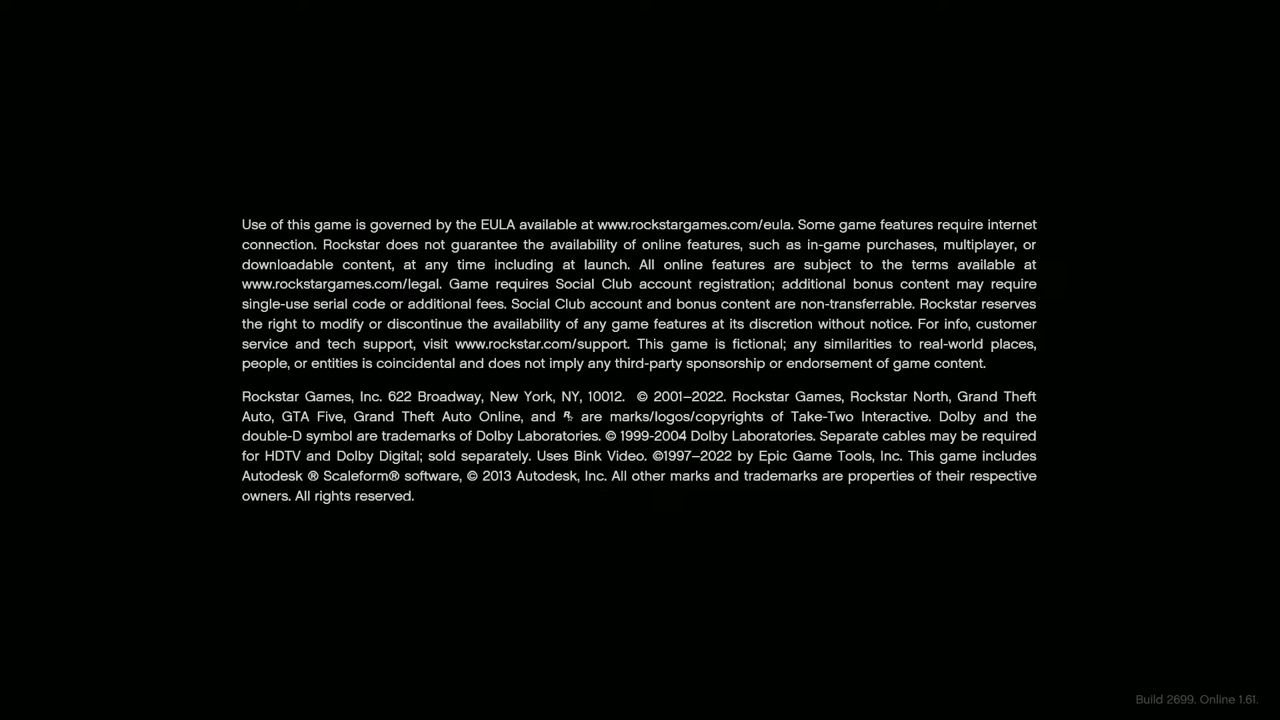 Use of this game is governed by the EULA available at www.rockstargames.com/eula. Some game features require internet
connection. Rockstar does not guarantee the availability of online features, such as in-game purchases, multiplayer, or
downloadable content, at any time including at launch. All online features are subject to the terms available at
www.rockstargames.com/legal. Game requires Social Club account registration; additional bonus content may require
single-use serial code or additional fees. Social Club account and bonus content are non-transferrable. Rockstar reserves
the right to modify or discontinue the availability of any game features at its discretion without notice. For info, customer
service and tech support, visit www.rockstar.com/support. This game is fictional; any similarities to real-world places,
people, or entities is coincidental and does not imply any third-party sponsorship or endorsement of game content.
Rockstar Games, Inc. 622 Broadway, New York, NY, 10012. © 2001–2022. Rockstar Games, Rockstar North, Grand Theft
Auto, GTA Five, Grand Theft Auto Online, and R* are marks/logos/copyrights of Take-Two Interactive. Dolby and the
double-D symbol are trademarks of Dolby Laboratories. © 1999-2004 Dolby Laboratories. Separate cables may be required
for HDTV and Dolby Digital; sold separately. Uses Bink Video. ©1997–2022 by Epic Game Tools, Inc. This game includes
Autodesk ® Scaleform® software, © 2013 Autodesk, Inc. All other marks and trademarks are properties of their respective
owners. All rights reserved.
Build 2699. Online 1.61.